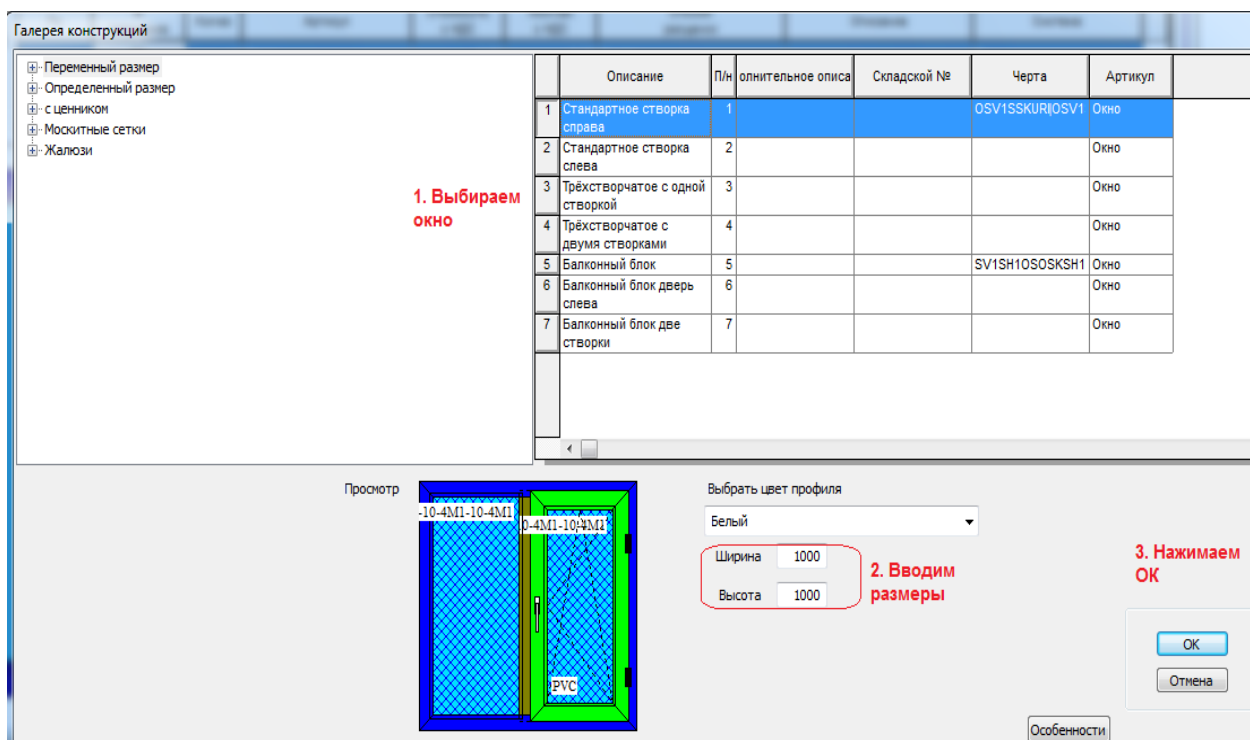 Галерея конструкций
Переменный размер
Определенный размер
с ценником
Москитные сетки
Жалюзи
1. Выбираем
окно
Описание П/н олнительное описа Складской № Черта Артикул
1 Стандартное створка справа 1 OSV1SSKURI|OSV1 Окно
2 Стандартное створка слева 2 Окно
3 Трёхстворчатое с одной створкой 3 Окно
4 Трёхстворчатое с двумя створками 4 Окно
5 Балконный блок 5 SV1SH1OSOSKSH1 Окно
6 Балконный блок дверь слева 6 Окно
7 Балконный блок две створки 7 Окно
Просмотр
-10-4M1-10-4M1
0-4M1-10-4M1
PVC
Выбрать цвет профиля
Белый
Ширина 1000
Высота 1000
2. Вводим
размеры
3. Нажимаем
ОК
OK
Отмена
Особенности